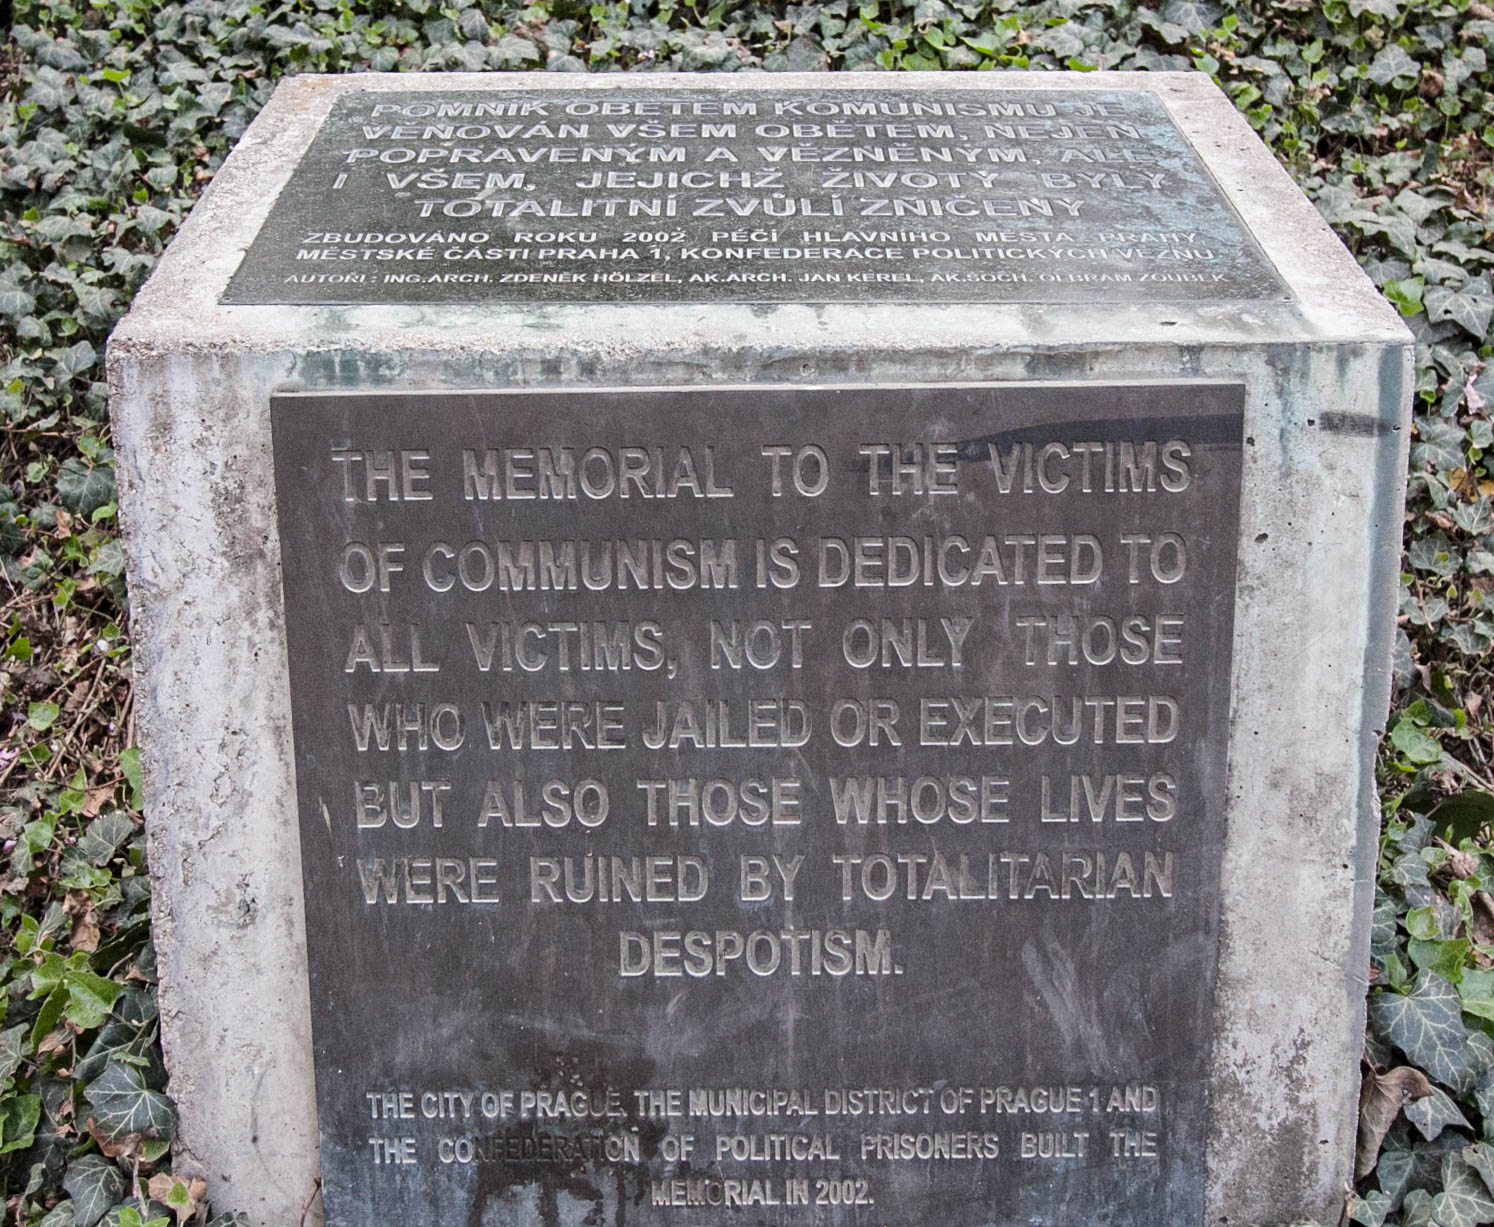 POMNÍK OBĚTEM KOMUNISMU JE
VĚNOVÁN VŠEM OBĚTEM, NEJEN
POPRAVENÝM A VĚZNĚNÝM, ALE
I VŠEM, JEJICHŽ ŽIVOTY BYLY
TOTALITNÍ ZVŮLÍ ZNIČENY
ZBUDOVÁNO ROKU 2002 PÉČÍ HLAVNÍHO MĚSTA PRAHY,
MĚSTSKÉ ČÁSTI PRAHA 1, KONFEDERACE POLITICKÝCH VĚZŇŮ
AUTOŘI : ING.ARCH. ZDENĚK HÖLZEL, AK.ARCH. JAN KEREL, AK.SOCH. OLBRAM ZOUBEK
THE MEMORIAL TO THE VICTIMS
OF COMMUNISM IS DEDICATED TO
ALL VICTIMS, NOT ONLY THOSE
WHO WERE JAILED OR EXECUTED
BUT ALSO THOSE WHOSE LIVES
WERE RUINED BY TOTALITARIAN
DESPOTISM.
THE CITY OF PRAGUE, THE MUNICIPAL DISTRICT OF PRAGUE 1 AND
THE CONFEDERATION OF POLITICAL PRISONERS BUILT THE
MEMORIAL IN 2002.